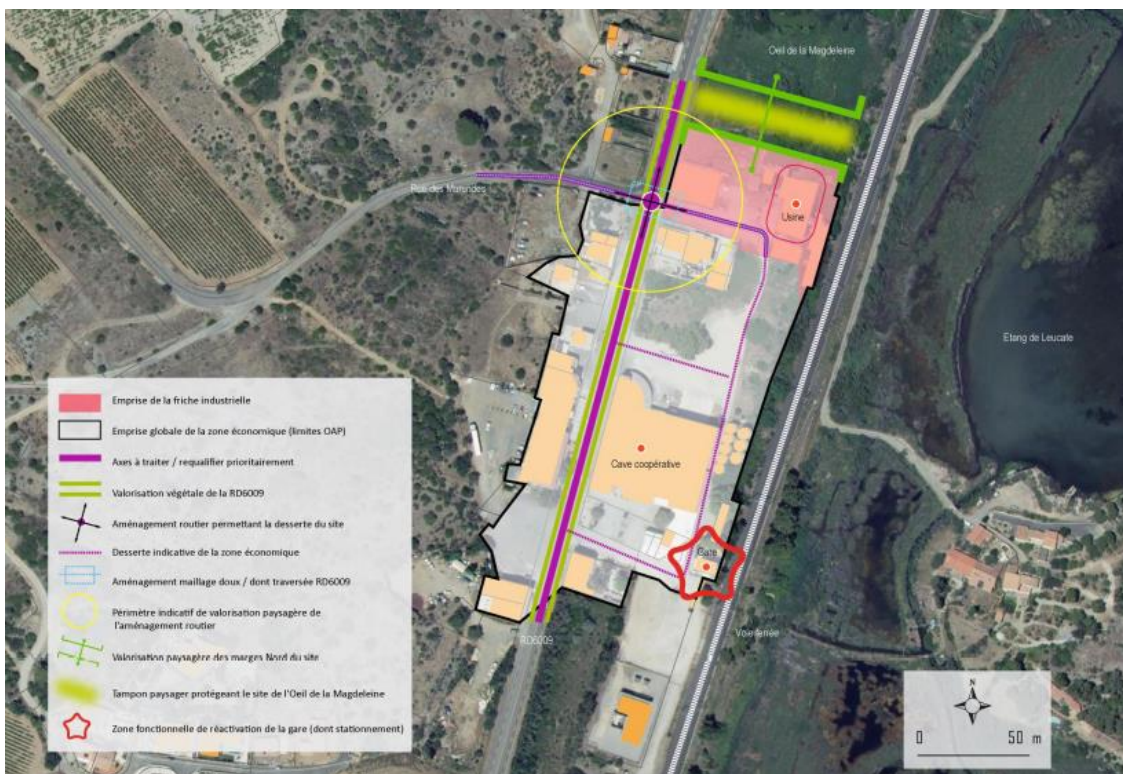 Oeil de la Magdeleine
Rue des Marandes
Usine
Etang de Leucate
Cave coopérative
Gare
Voie ferrée
RD6009
Emprise de la friche industrielle
Emprise globale de la zone économique (limites OAP)
Axes à traiter / requalifier prioritairement
Valorisation végétale de la RD6009
Aménagement routier permettant la desserte du site
Desserte indicative de la zone économique
Aménagement maillage doux / dont traversée RD6009
Périmètre indicatif de valorisation paysagère de
l'aménagement routier
Valorisation paysagère des marges Nord du site
Tampon paysager protégeant le site de l'Oeil de la Magdeleine
Zone fonctionnelle de réactivation de la gare (dont stationnement)
N
0 50 m